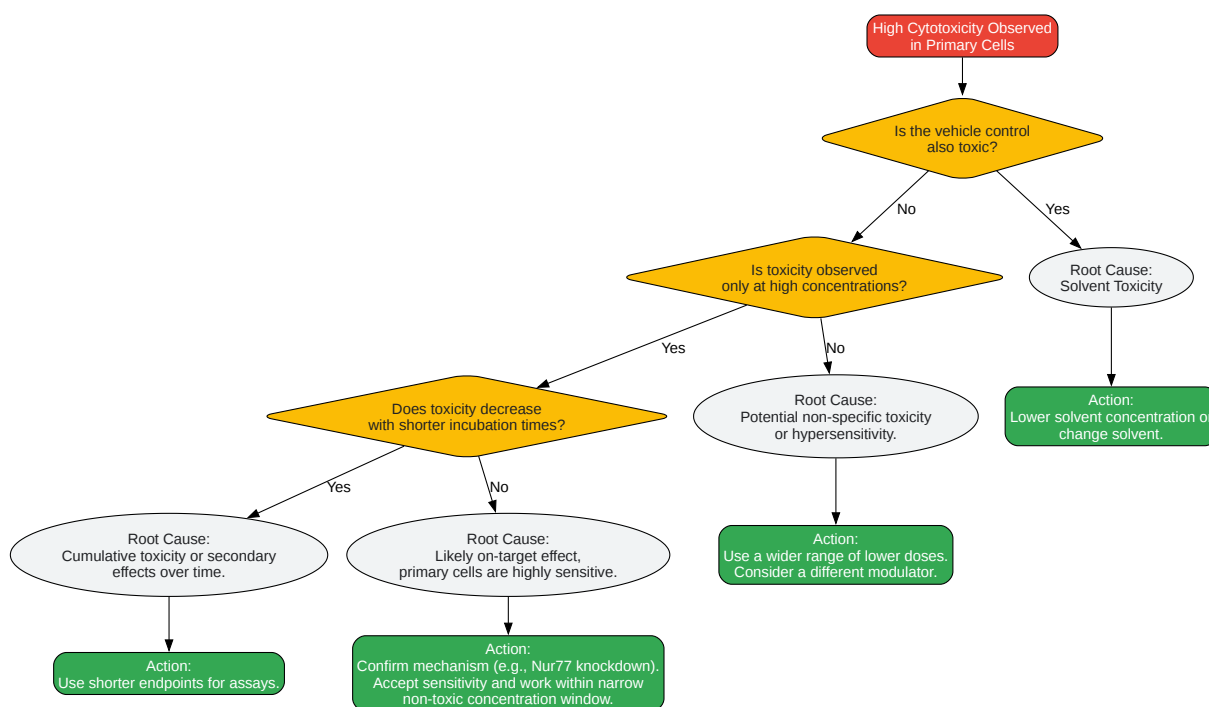 High Cytotoxicity Observed
in Primary Cells
Is the vehicle control
also toxic?
No
Yes
Is toxicity observed
only at high concentrations?
Root Cause:
Solvent Toxicity
Yes
No
Does toxicity decrease
with shorter incubation times?
Root Cause:
Potential non-specific toxicity
or hypersensitivity.
Action:
Lower solvent concentration or
change solvent.
Yes
No
Root Cause:
Cumulative toxicity or secondary
effects over time.
Root Cause:
Likely on-target effect,
primary cells are highly sensitive.
Action:
Use a wider range of lower doses.
Consider a different modulator.
Action:
Use shorter endpoints for assays.
Action:
Confirm mechanism (e.g., Nur77 knockdown).
Accept sensitivity and work within narrow
non-toxic concentration window.